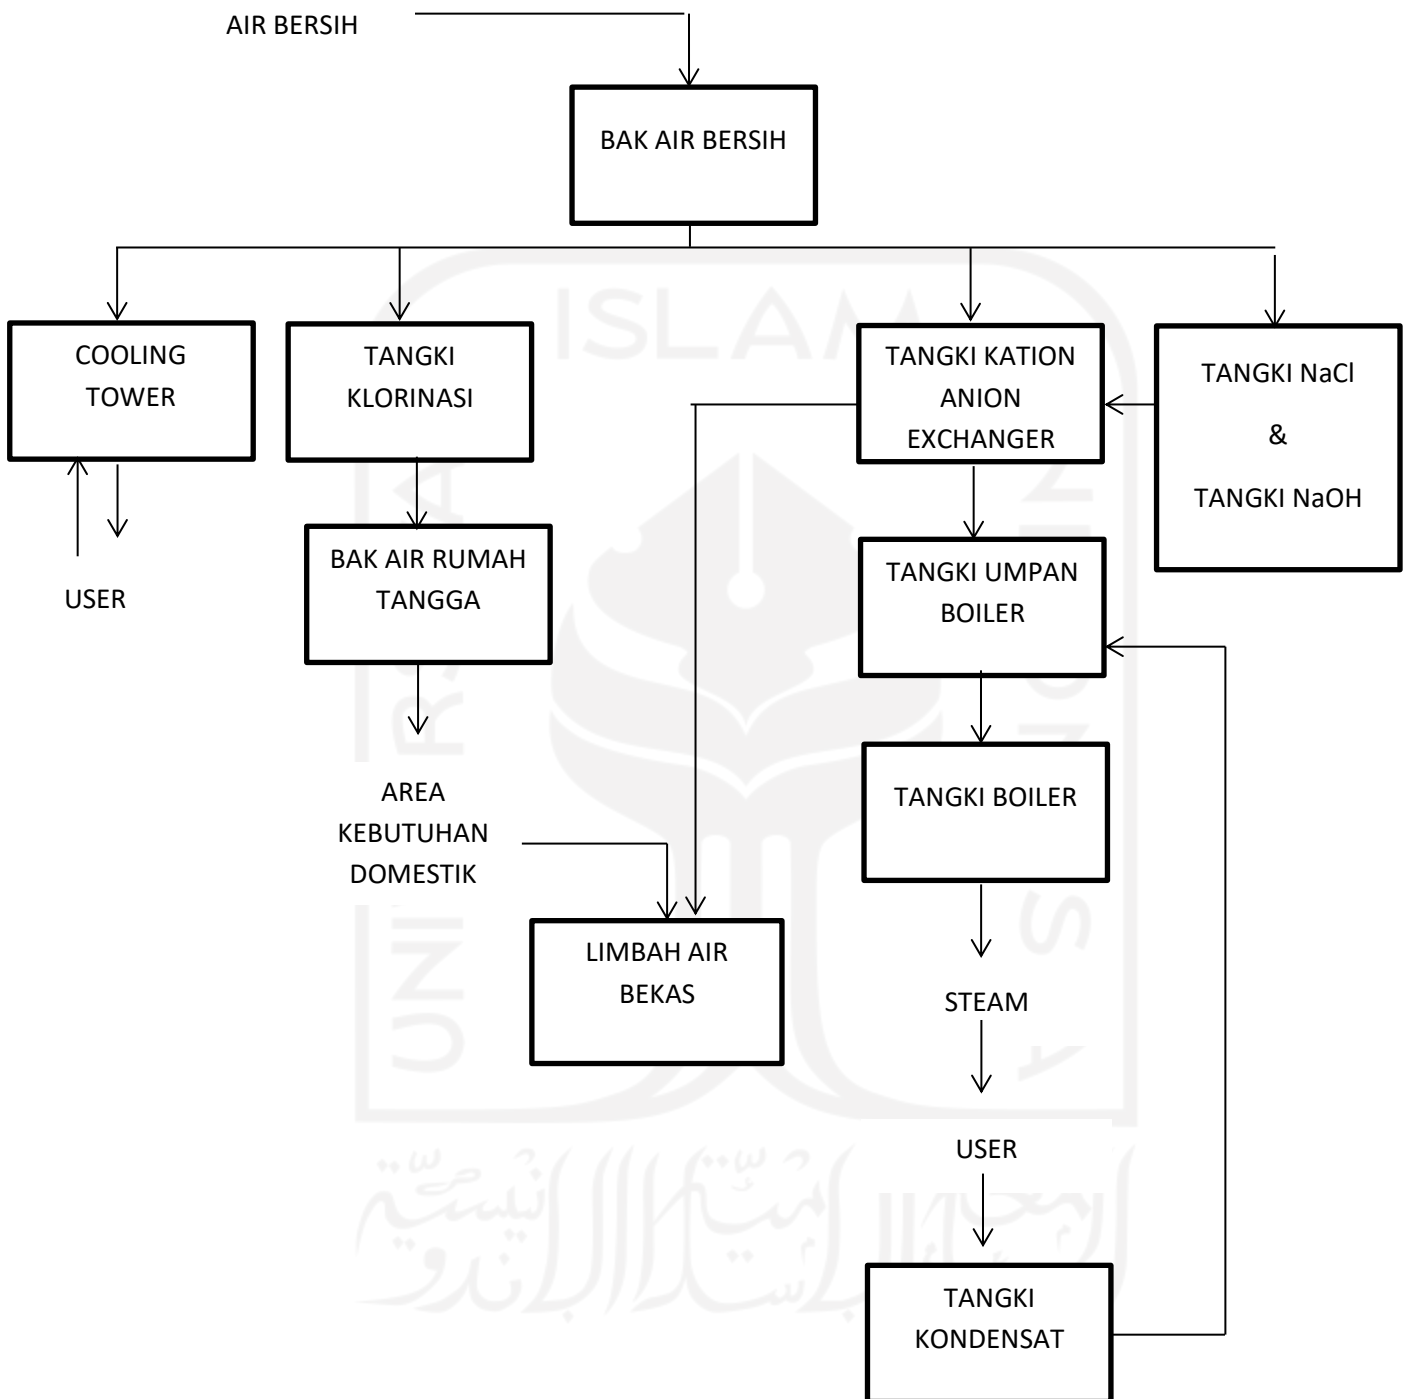 AIR BERSIH
BAK AIR BERSIH
COOLING
TOWER
TANGKI
KLORINASI
TANGKI KATION
ANION
EXCHANGER
TANGKI NaCl
&
TANGKI NaOH
USER
BAK AIR RUMAH
TANGGA
TANGKI UMPAN
BOILER
AREA
KEBUTUHAN
DOMESTIK
TANGKI BOILER
LIMBAH AIR
BEKAS
STEAM
USER
TANGKI
KONDENSAT
ISLAM